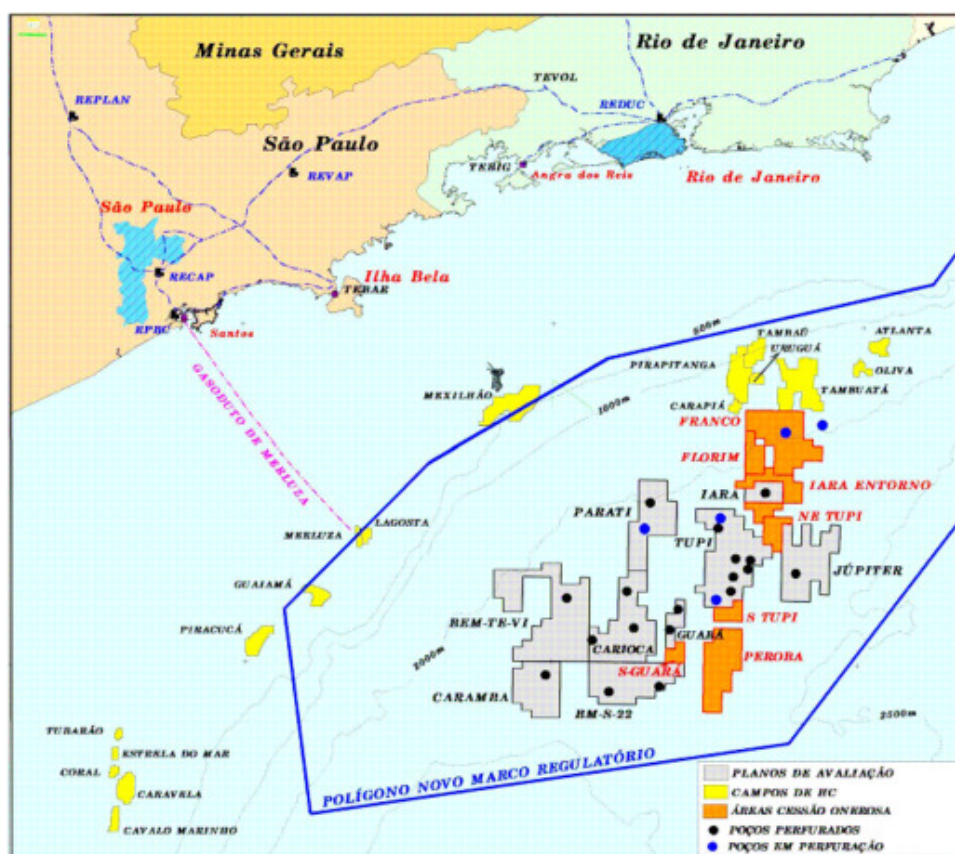 Minas Gerais
Rio de Janeiro
TEVOL
REPLAN
REDUC
São Paulo
REVAP
TEBIG
Angra dos Reis
Rio de Janeiro
São Paulo
RECAP
Ilha Bela
TEBAR
RPBC
Santos
GASODUTO DE MERLUZA
500m
TAMBAÚ
URUGUÁ
ATLANTA
PIRAPITANGA
OLIVA
MEXILHÃO
1000m
TAMBUATÁ
CARAPIÁ
FRANCO
FLORIM
IARA ENTORNO
IARA
PARATI
NE TUPI
LAGOSTA
MERLUZA
TUPI
JÚPITER
GUAIAMÁ
BEM-TE-VI
S TUPI
PIRACUCÁ
GUARÁ
CARIOCA
2000m
PEROBA
S-GUARÁ
CARAMBA
BM-S-22
2500m
TUBARÃO
ESTRELA DO MAR
CORAL
CARAVELA
CAVALO MARINHO
POLÍGONO NOVO MARCO REGULATÓRIO
PLANOS DE AVALIAÇÃO
CAMPOS DE HC
ÁREAS CESSÃO ONEROSA
POÇOS PERFURADOS
POÇOS EM PERFURAÇÃO